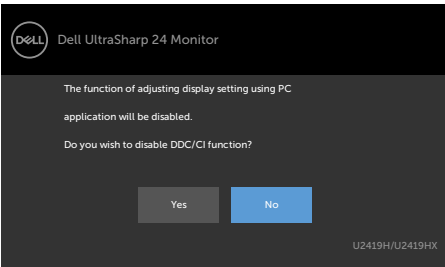 DELL
Dell UltraSharp 24 Monitor
The function of adjusting display setting using PC
application will be disabled.
Do you wish to disable DDC/CI function?
Yes
No
U2419H/U2419HX